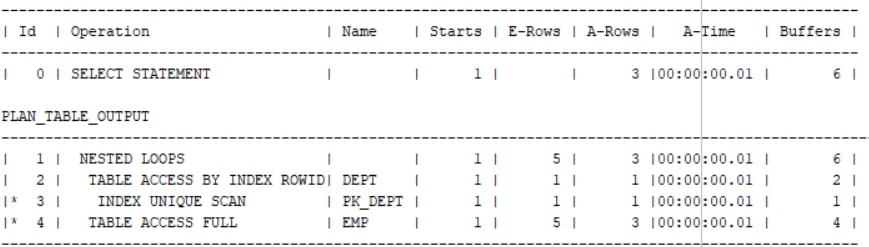 --------------------------------------------------------------------------------------------------------
| Id  | Operation                    | Name    | Starts | E-Rows | A-Rows |   A-Time   | Buffers |
--------------------------------------------------------------------------------------------------------
|   0 | SELECT STATEMENT             |         |      1 |        |      3 |00:00:00.01 |       6 |

PLAN_TABLE_OUTPUT
--------------------------------------------------------------------------------------------------------
|   1 |  NESTED LOOPS                |         |      1 |      5 |      3 |00:00:00.01 |       6 |
|   2 |   TABLE ACCESS BY INDEX ROWID| DEPT    |      1 |      1 |      1 |00:00:00.01 |       2 |
|*  3 |    INDEX UNIQUE SCAN         | PK_DEPT |      1 |      1 |      1 |00:00:00.01 |       1 |
|*  4 |   TABLE ACCESS FULL          | EMP     |      1 |      5 |      3 |00:00:00.01 |       4 |
--------------------------------------------------------------------------------------------------------